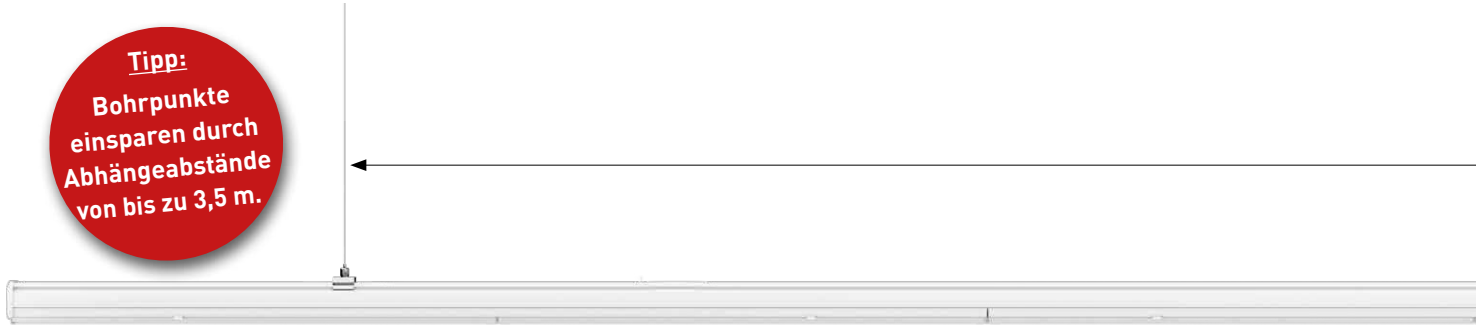 Tipp:
Bohrpunkte
einsparen durch
Abhängeabstände
von bis zu 3,5 m.